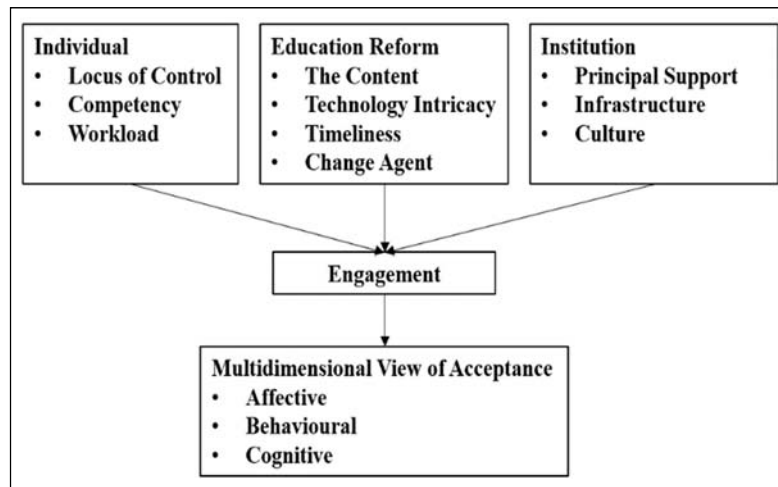 Individual
• Locus of Control
• Competency
• Workload
Education Reform
• The Content
• Technology Intricacy
• Timeliness
• Change Agent
Institution
• Principal Support
• Infrastructure
• Culture
Engagement
Multidimensional View of Acceptance
• Affective
• Behavioural
• Cognitive